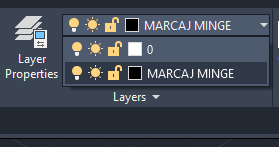 MARCAJ MINGE
Layer
Properties
0
MARCAJ MINGE
Layers